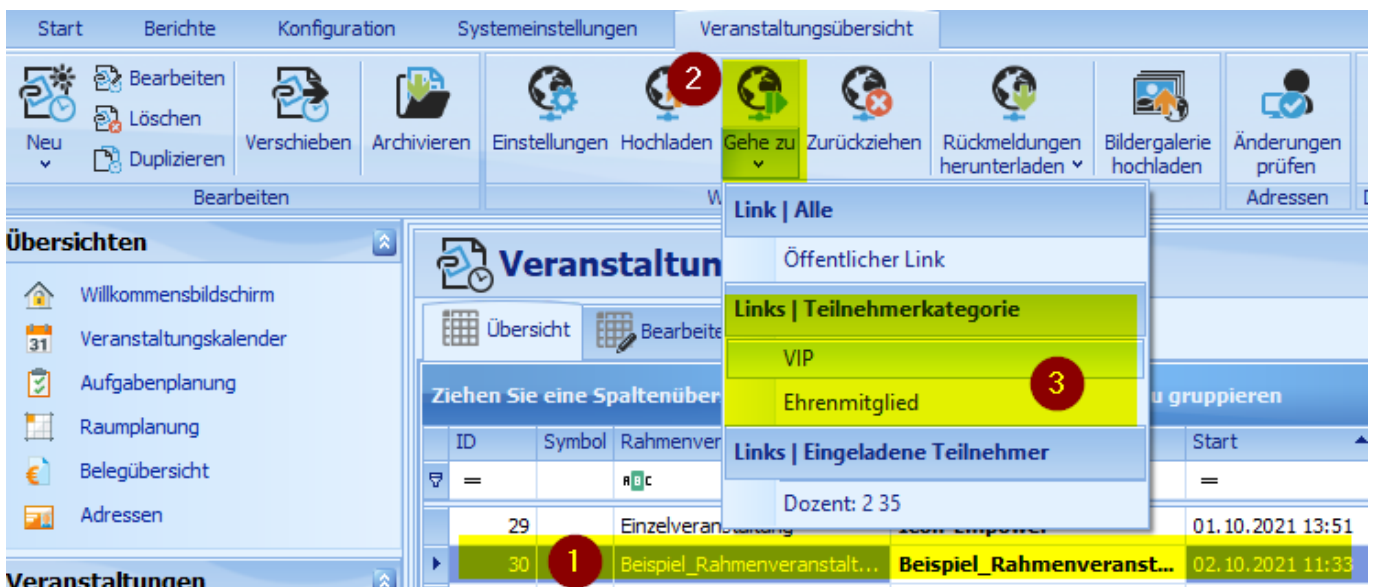 Start Berichte Konfiguration Systemeinstellungen Veranstaltungsübersicht
Neu
Bearbeiten
Löschen
Duplizieren
Verschieben
Archivieren
Einstellungen
Hochladen
2
Gehe zu
Zurückziehen
Rückmeldungen
herunterladen
Bildergalerie
hochladen
Änderungen
prüfen
Bearbeiten
Adressen
Link | Alle
Öffentlicher Link
Links | Teilnehmerkategorie
VIP
Ehrenmitglied
3
Links | Eingeladene Teilnehmer
Dozent: 2 35
Übersichten
Willkommensbildschirm
31 Veranstaltungskalender
Aufgabenplanung
Raumplanung
Belegübersicht
Adressen
Veranstaltungen
Veranstaltun
Übersicht Bearbeite
Ziehen Sie eine Spaltenüber u gruppieren
ID Symbol Rahmenver Start
= ABC =
29 Einzelveranstaltung 01.10.2021 13:51
30 1 Beispiel_Rahmenveranstalt... Beispiel_Rahmenveranst... 02.10.2021 11:33